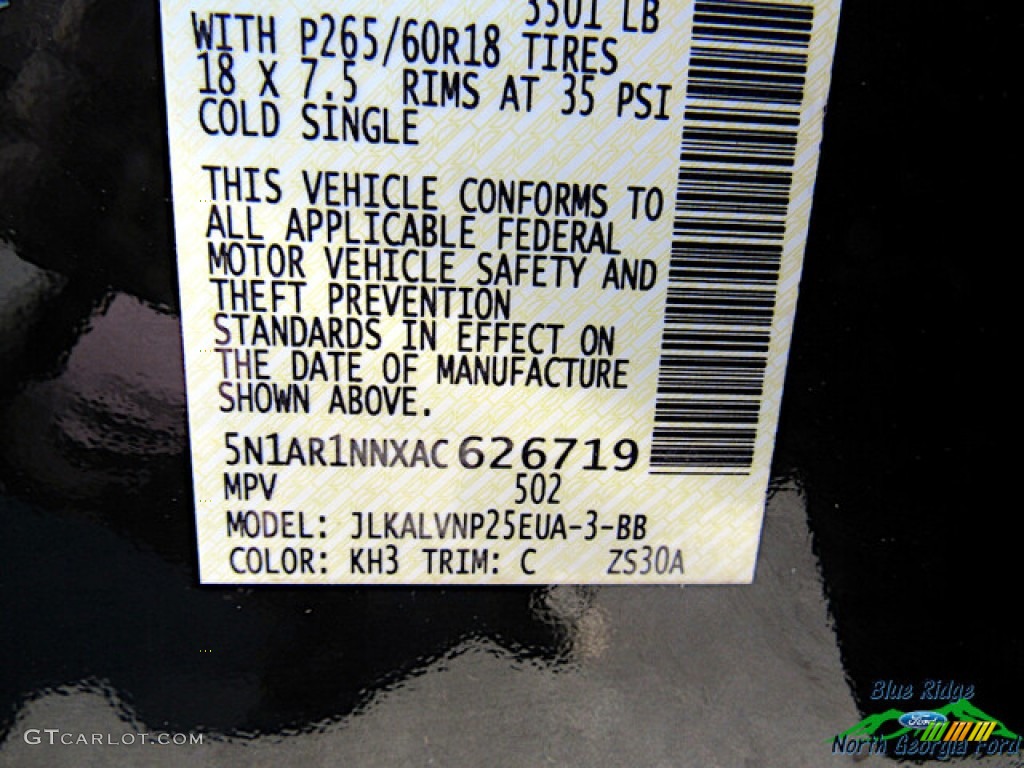 3501 LB
WITH P265/60R18 TIRES
18 X 7.5 RIMS AT 35 PSI
COLD SINGLE
THIS VEHICLE CONFORMS TO
ALL APPLICABLE FEDERAL
MOTOR VEHICLE SAFETY AND
THEFT PREVENTION
STANDARDS IN EFFECT ON
THE DATE OF MANUFACTURE
SHOWN ABOVE.
5N1AR1NNXAC626719
MPV 502
MODEL: JLKALVNP25EUA-3-BB
COLOR: KH3 TRIM: C ZS30A
Blue Ridge
Ford
North Georgia Ford
GTCARLOT.COM